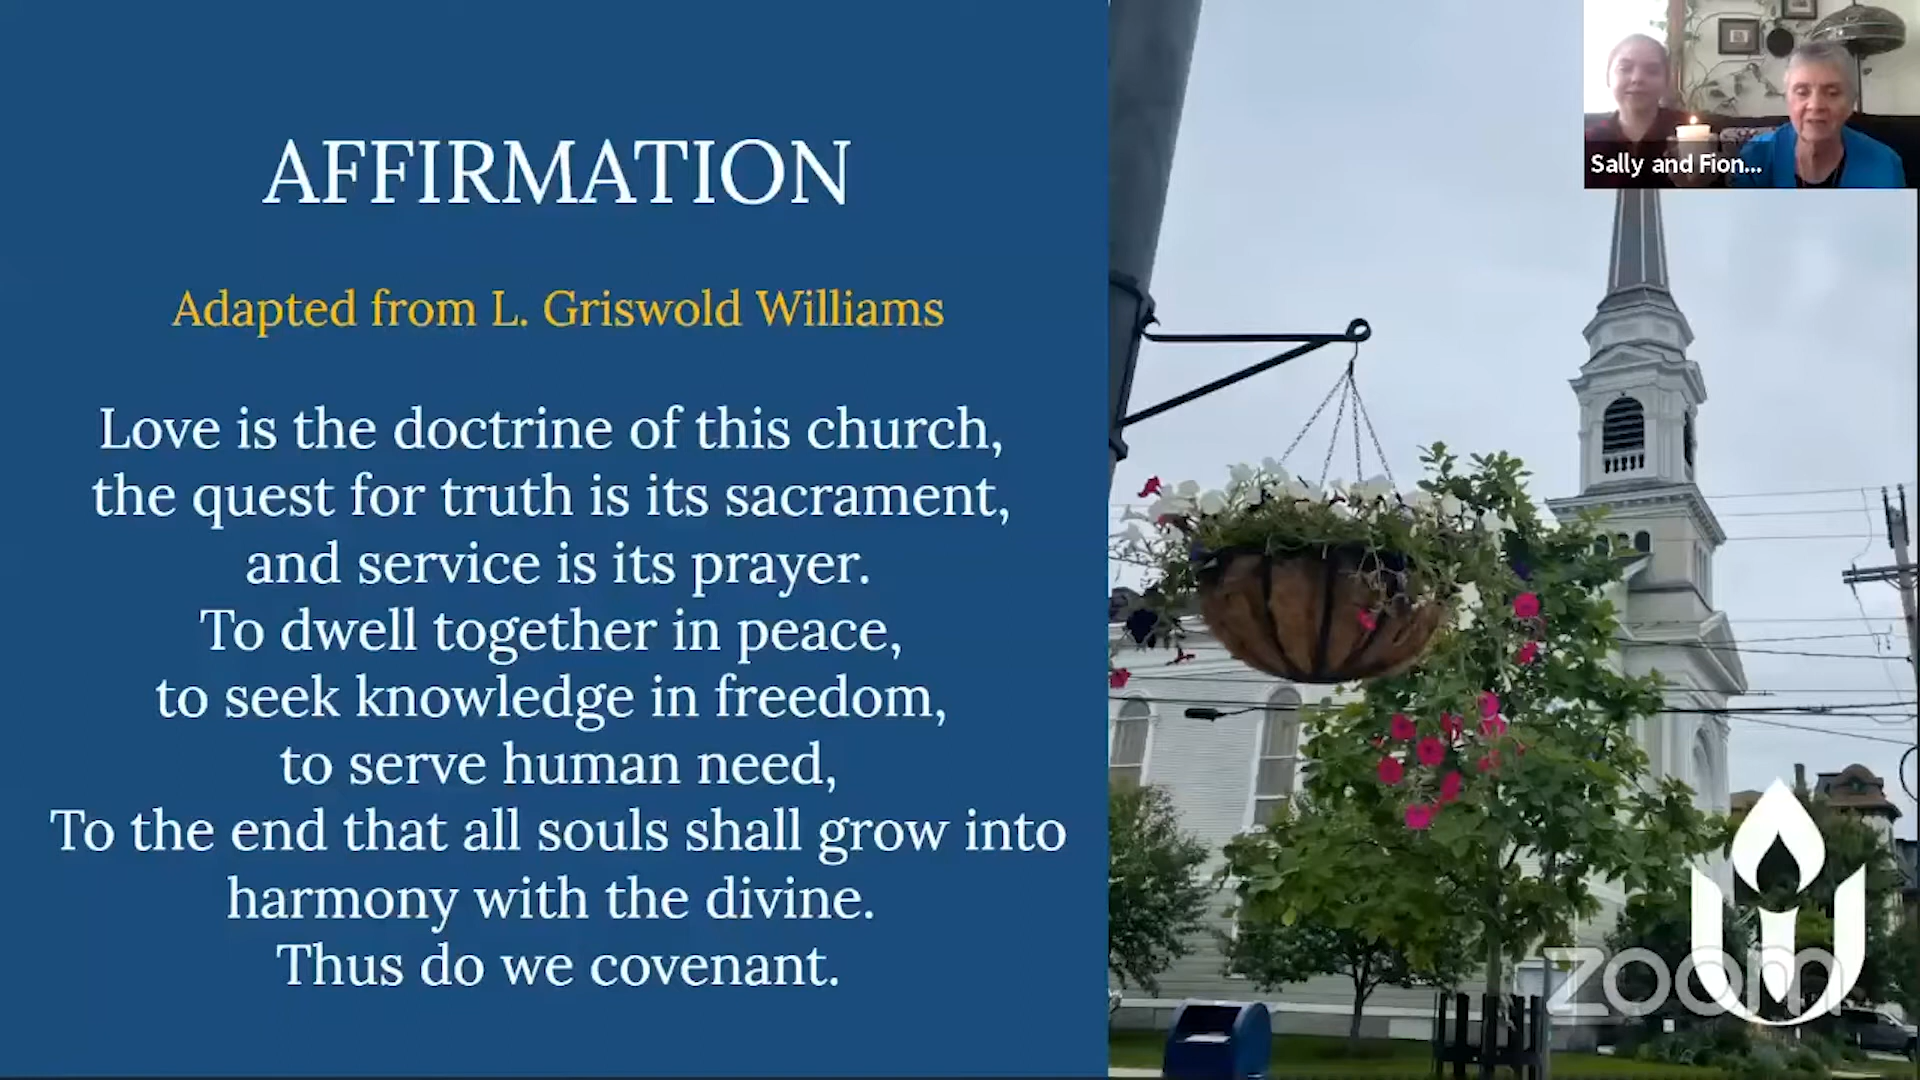 AFFIRMATION
Adapted from L. Griswold Williams
Love is the doctrine of this church,
the quest for truth is its sacrament,
and service is its prayer.
To dwell together in peace,
to seek knowledge in freedom,
to serve human need,
To the end that all souls shall grow into
harmony with the divine.
Thus do we covenant.
Sally and Fion...
zoom